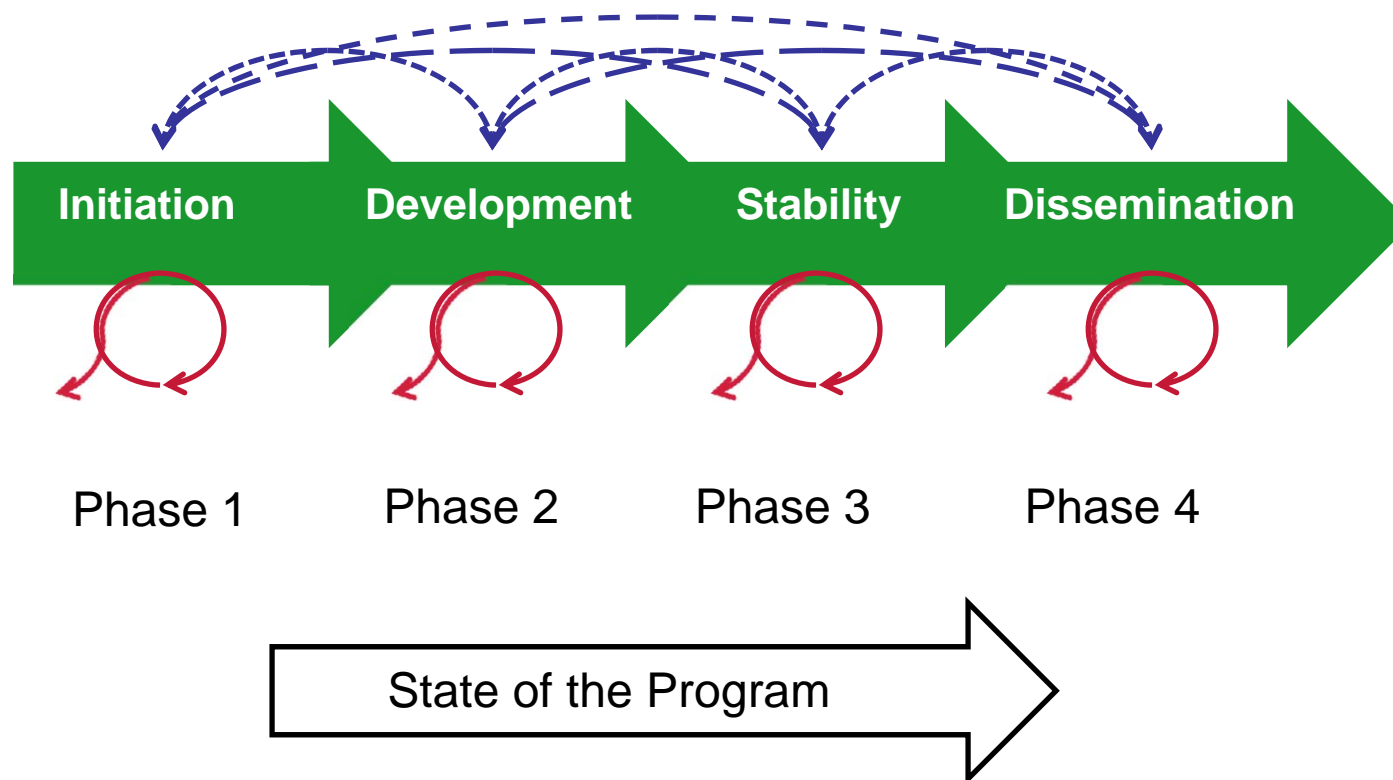 Initiation Development Stability Dissemination
Phase 1 Phase 2 Phase 3 Phase 4
State of the Program